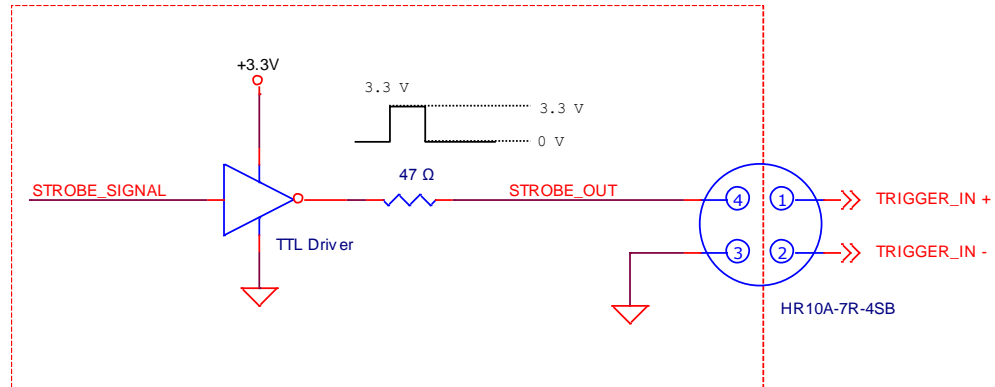 +3.3V
3.3 V
3.3 V
0 V
STROBE_SIGNAL
47 Ω
STROBE_OUT
4
1
TRIGGER_IN +
TTL Driver
3
2
TRIGGER_IN -
HR10A-7R-4SB